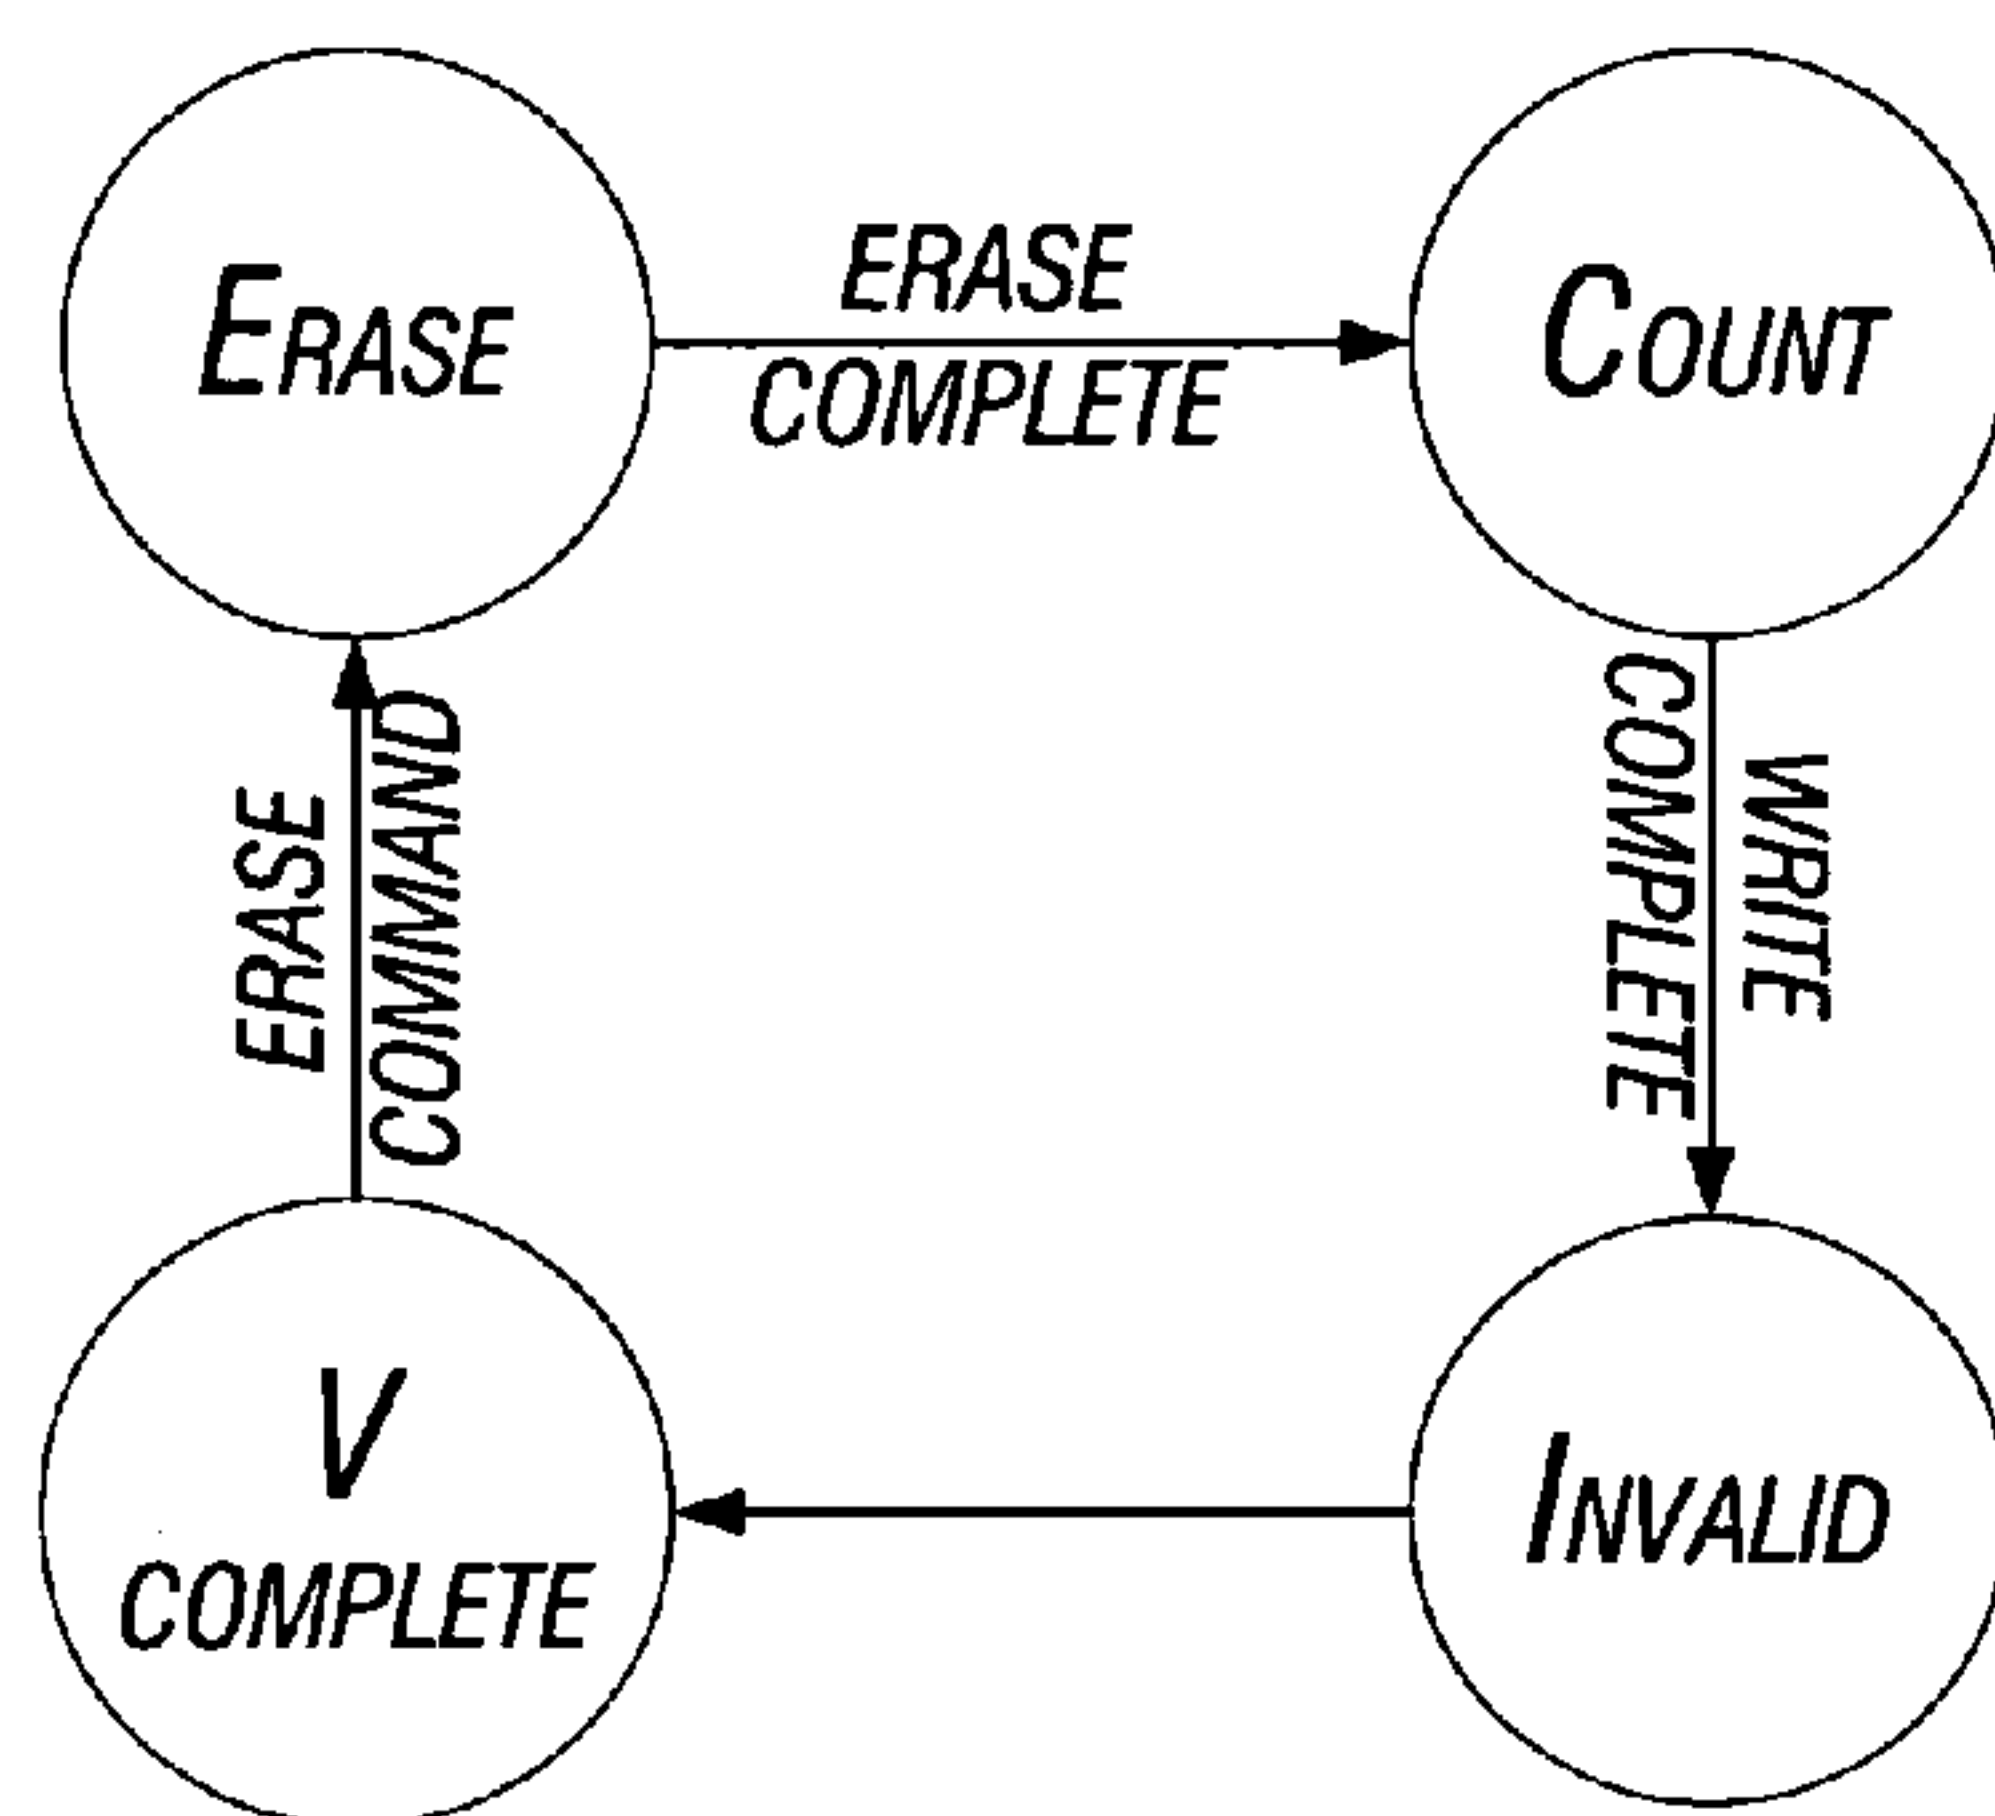 ERASE
ERASE
COMPLETE
COUNT
ERASE
COMMAND
COMPLETE
WRITE
V
COMPLETE
INVALID